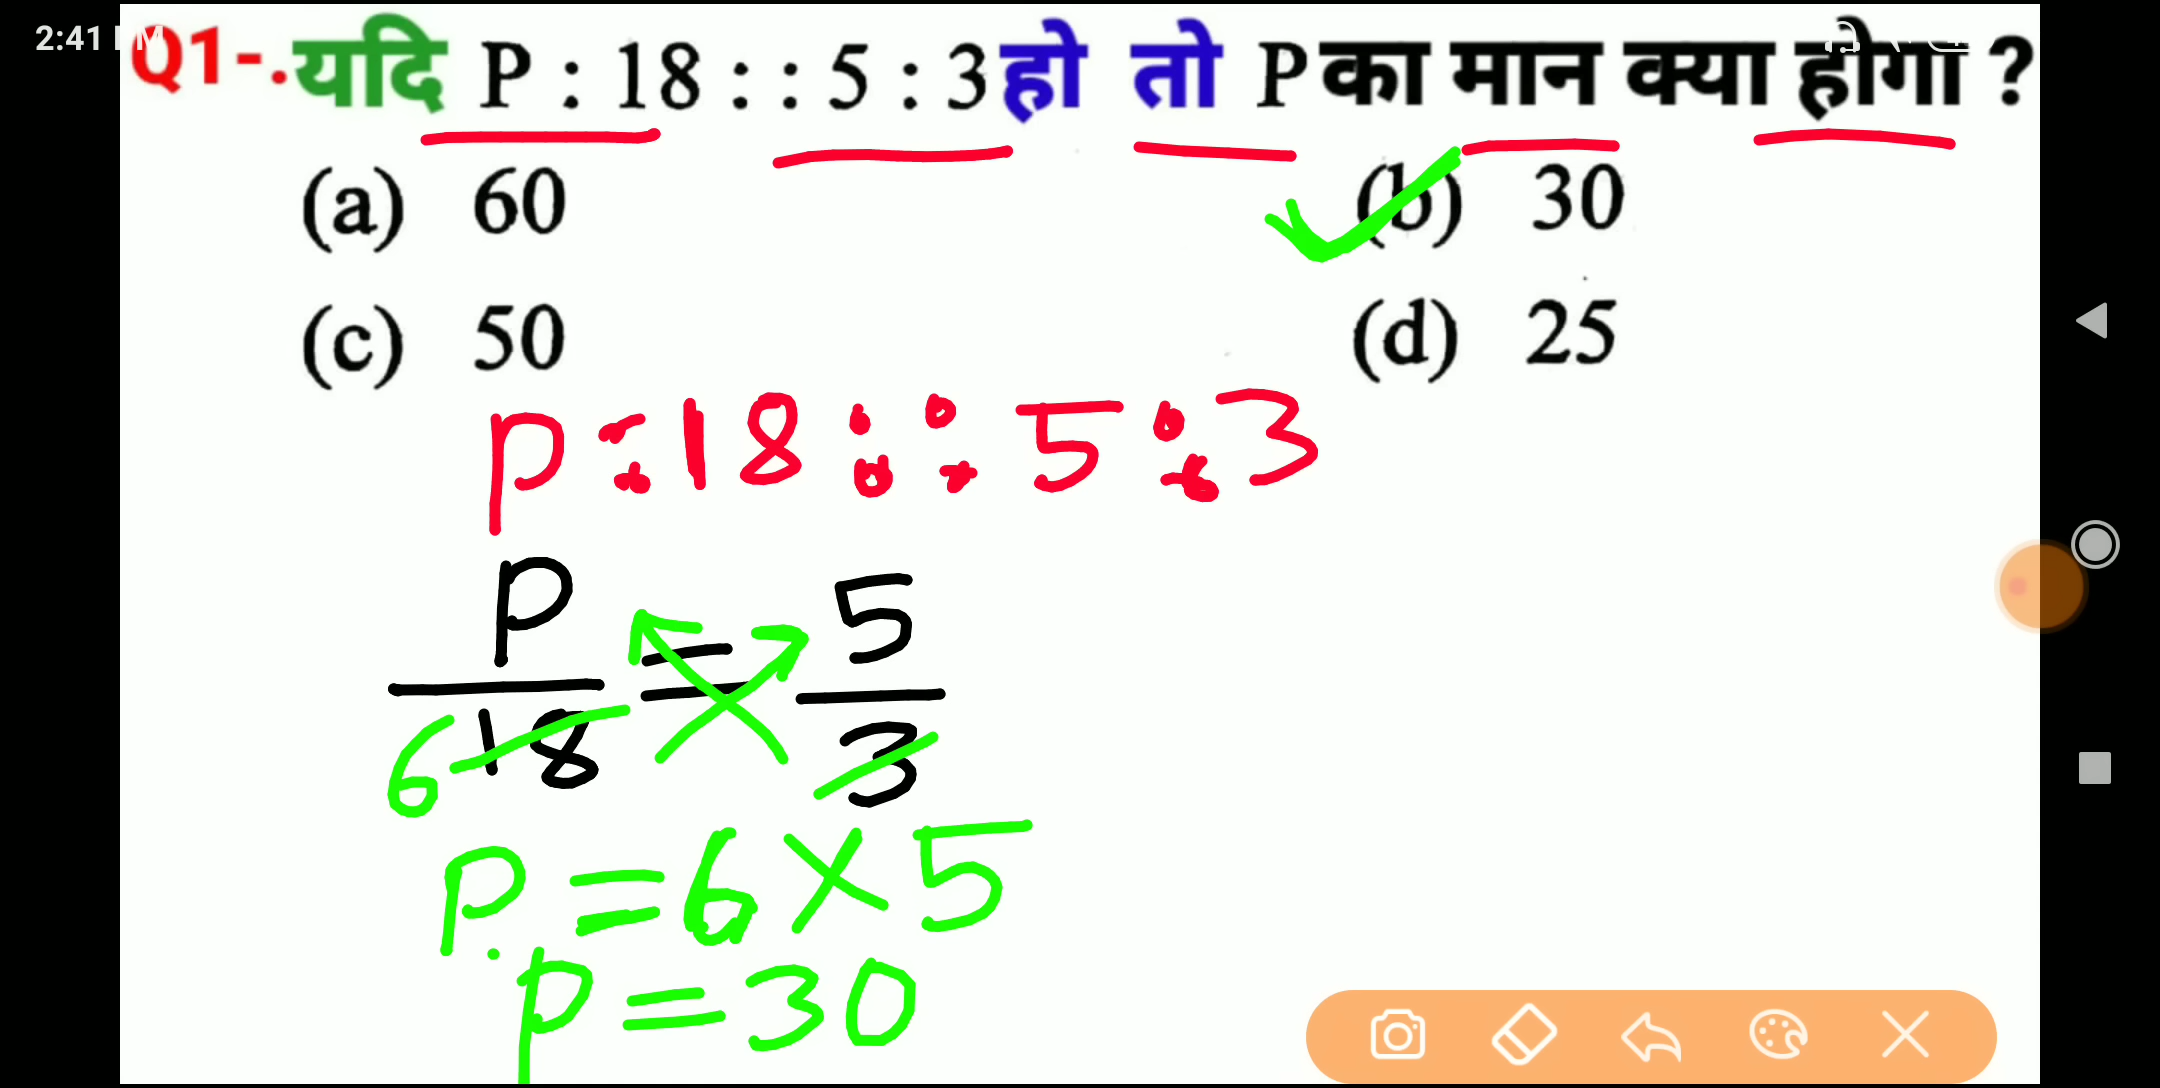 2:41 PM
Q1-.यदि P : 18 : : 5 : 3 हो तो P का मान क्या होगा ?
(a) 60 (b) 30
(c) 50 (d) 25
P : 18 : : 5 : 3
P = 5
6 18 3
P = 6 × 5
P = 30